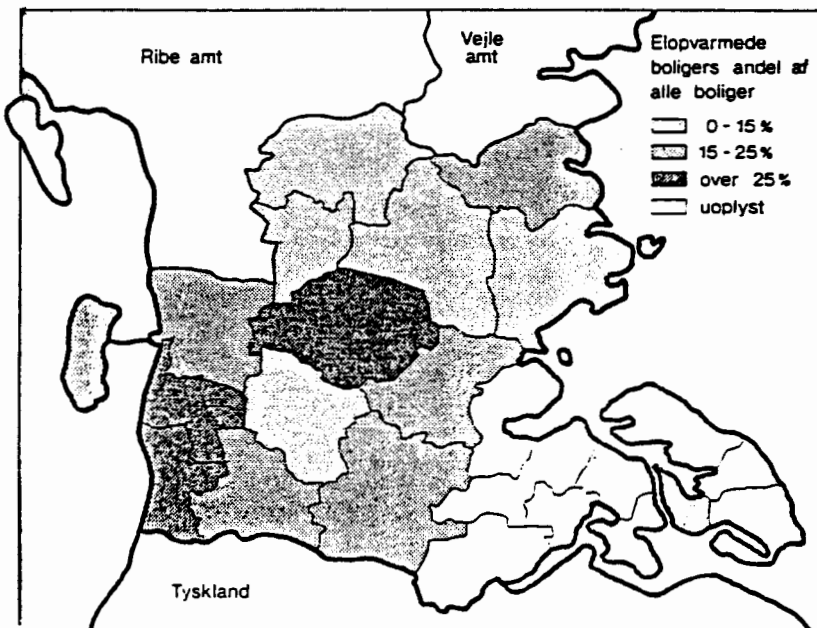 Ribe amt
Vejle
amt
Elopvarmede
boligers andel af
alle boliger
0-15%
15-25%
over 25%
uoplyst
Tyskland